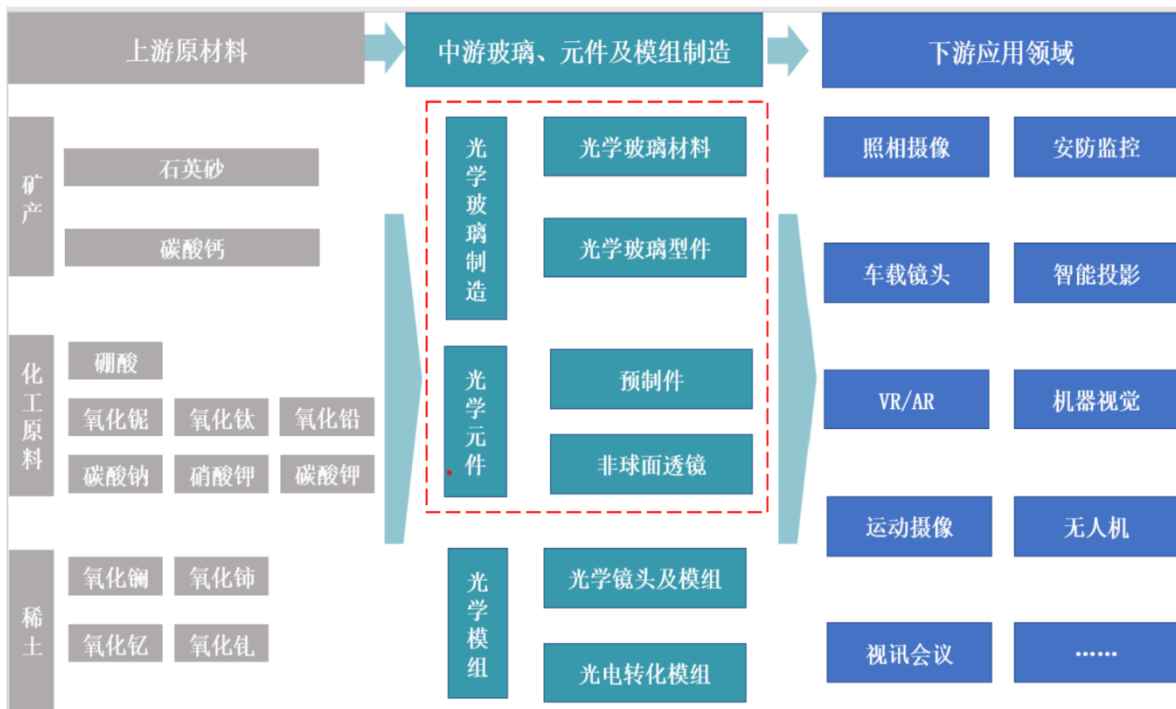 上游原材料
中游玻璃、元件及模组制造
下游应用领域
矿产
石英砂
碳酸钙
化工原料
硼酸
氧化铌
氧化钛
氧化铅
碳酸钠
硝酸钾
碳酸钾
稀土
氧化镧
氧化铈
氧化钇
氧化钆
光学玻璃制造
光学玻璃材料
光学玻璃型件
光学元件
预制件
非球面透镜
光学模组
光学镜头及模组
光电转化模组
照相摄像
安防监控
车载镜头
智能投影
VR/AR
机器视觉
运动摄像
无人机
视讯会议
……